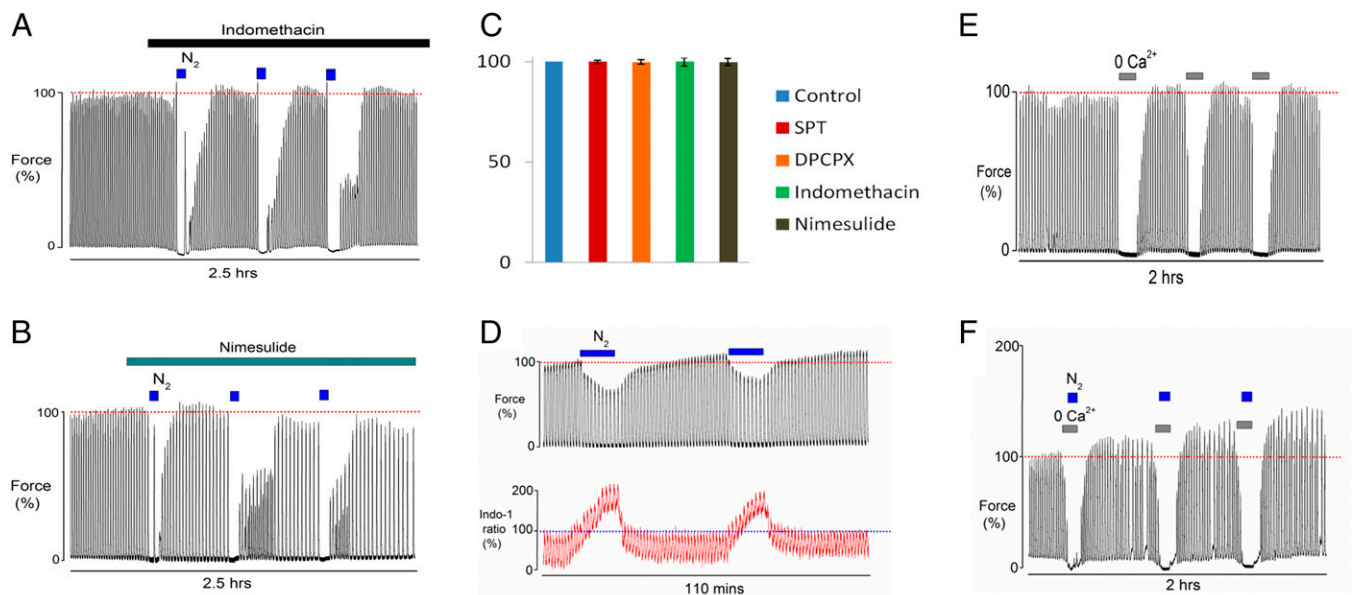 A
Indomethacin
N₂
100
Force
(%)
0
2.5 hrs
B
Nimesulide
N₂
100
Force
(%)
0
2.5 hrs
C
100
50
0
Control
SPT
DPCPX
Indomethacin
Nimesulide
D
N₂
100
Force
(%)
0
200
Indo-1
ratio
100
(%)
0
110 mins
E
0 Ca²⁺
100
Force
(%)
0
2 hrs
F
200
N₂
0 Ca²⁺
100
Force
(%)
0
2 hrs